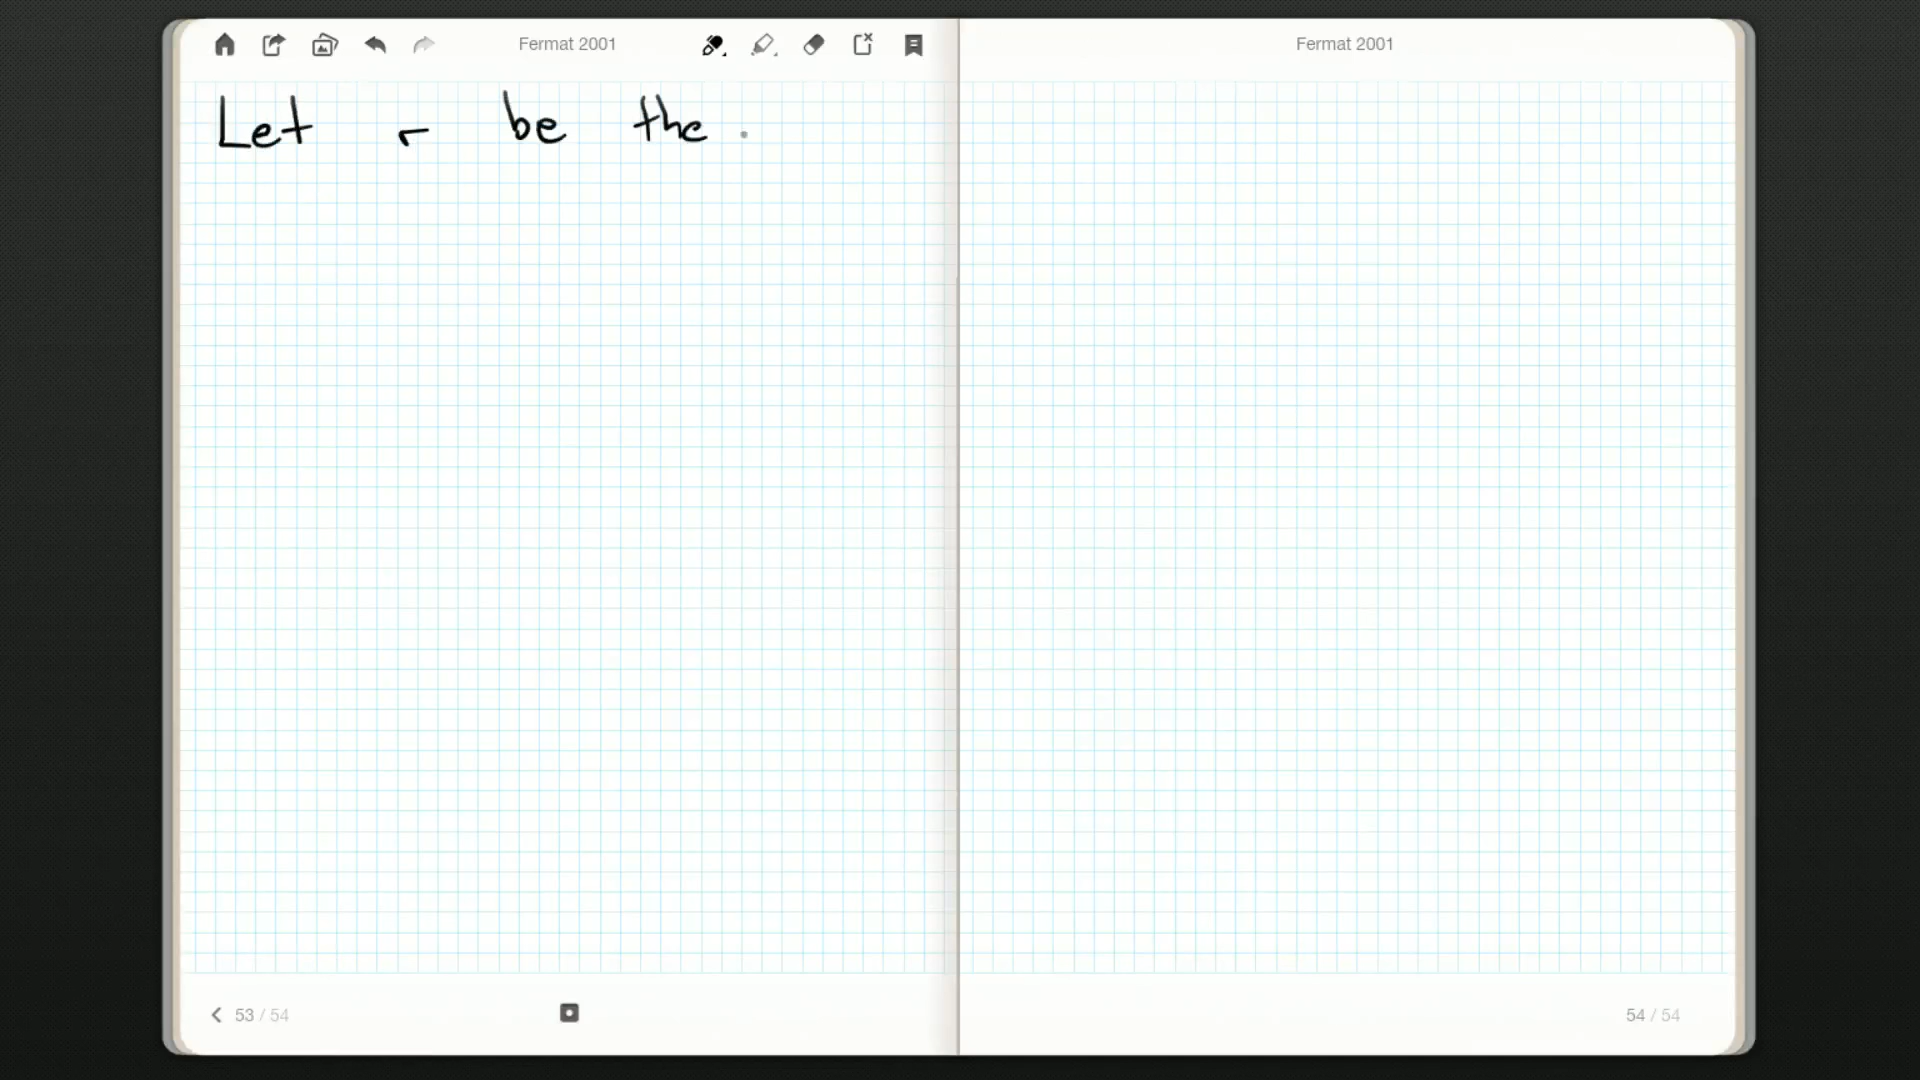 Fermat 2001
Fermat 2001
Let r be the
53 / 54
54 / 54